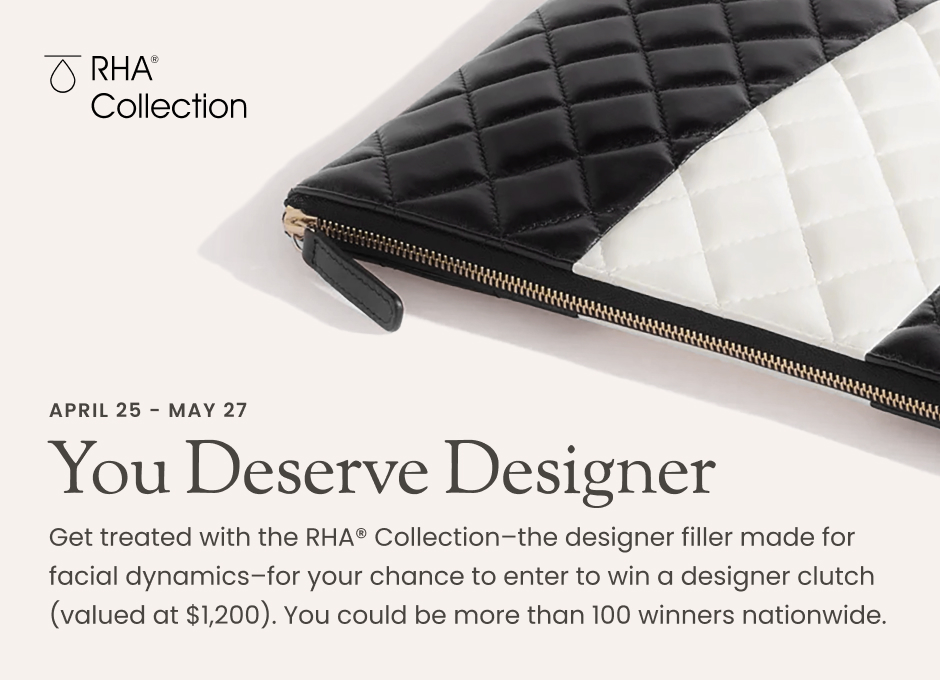 RHA®
Collection
APRIL 25 - MAY 27
You Deserve Designer
Get treated with the RHA® Collection–the designer filler made for
facial dynamics–for your chance to enter to win a designer clutch
(valued at $1,200). You could be more than 100 winners nationwide.